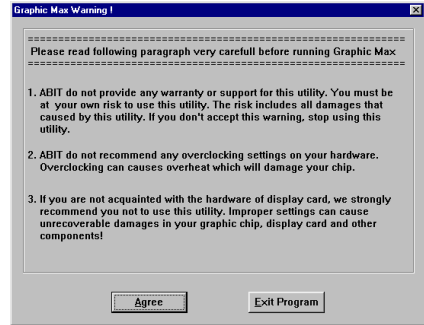 Graphic Max Warning !
==========================================================
Please read following paragraph very carefull before running Graphic Max
==========================================================
1. ABIT do not provide any warranty or support for this utility. You must be
at your own risk to use this utility. The risk includes all damages that
caused by this utility. If you don't accept this warning, stop using this
utility.
2. ABIT do not recommend any overclocking settings on your hardware.
Overclocking can causes overheat which will damage your chip.
3. If you are not acquainted with the hardware of display card, we strongly
recommend you not to use this utility. Improper settings can cause
unrecoverable damages in your graphic chip, display card and other
components!
Agree
Exit Program